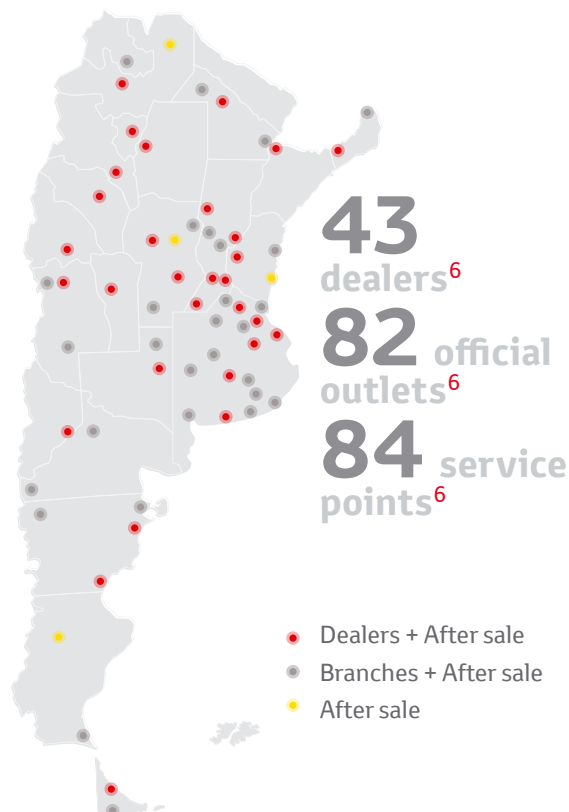 43
dealers6
82 official
outlets6
84 service
points6
Dealers + After sale
Branches + After sale
After sale